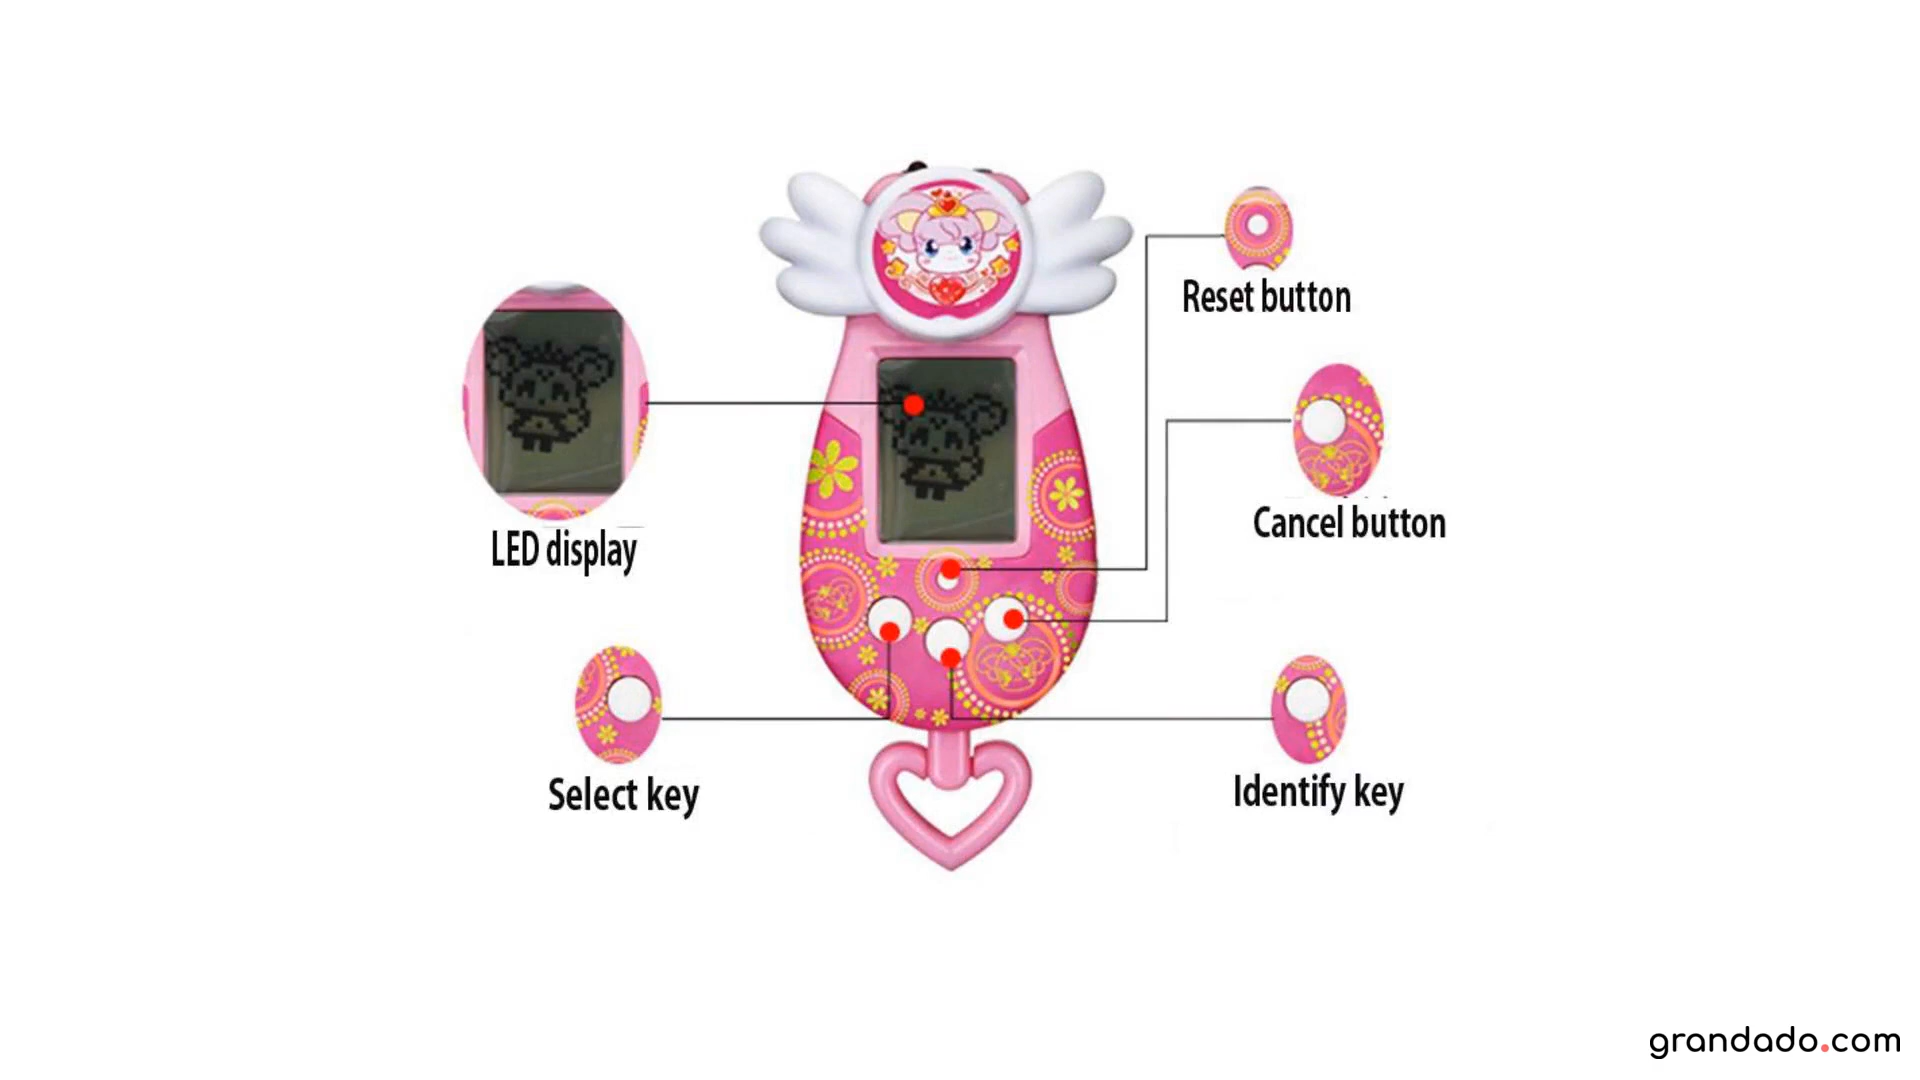 Reset button
LED display
Cancel button
Select key
Identify key
grandado.com